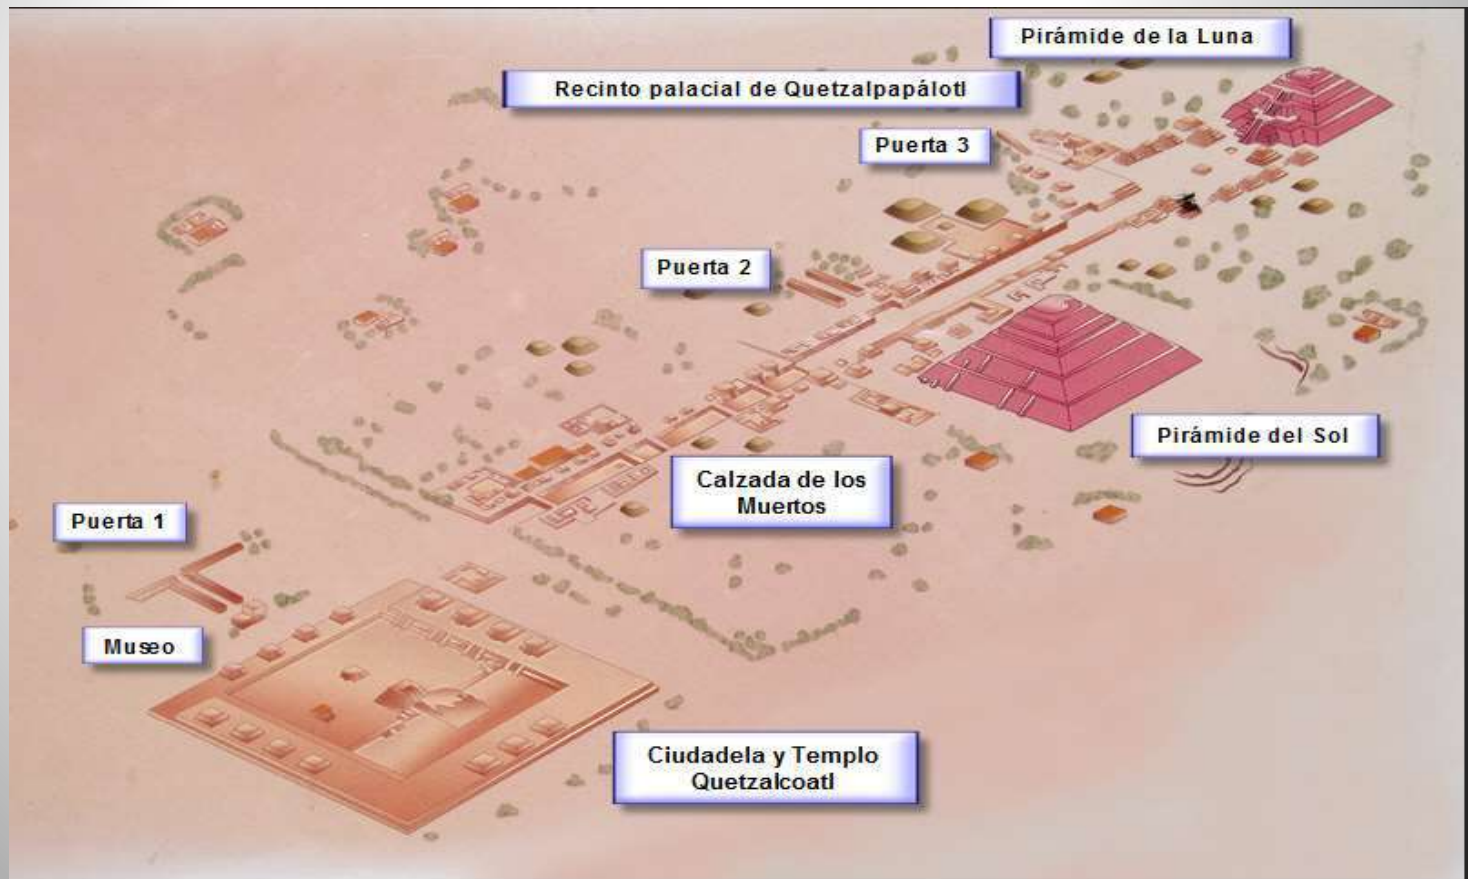 Pirámide de la Luna
Recinto palacial de Quetzalpapálotl
Puerta 3
Puerta 2
Pirámide del Sol
Calzada de los
Muertos
Puerta 1
Museo
Ciudadela y Templo
Quetzalcoatl